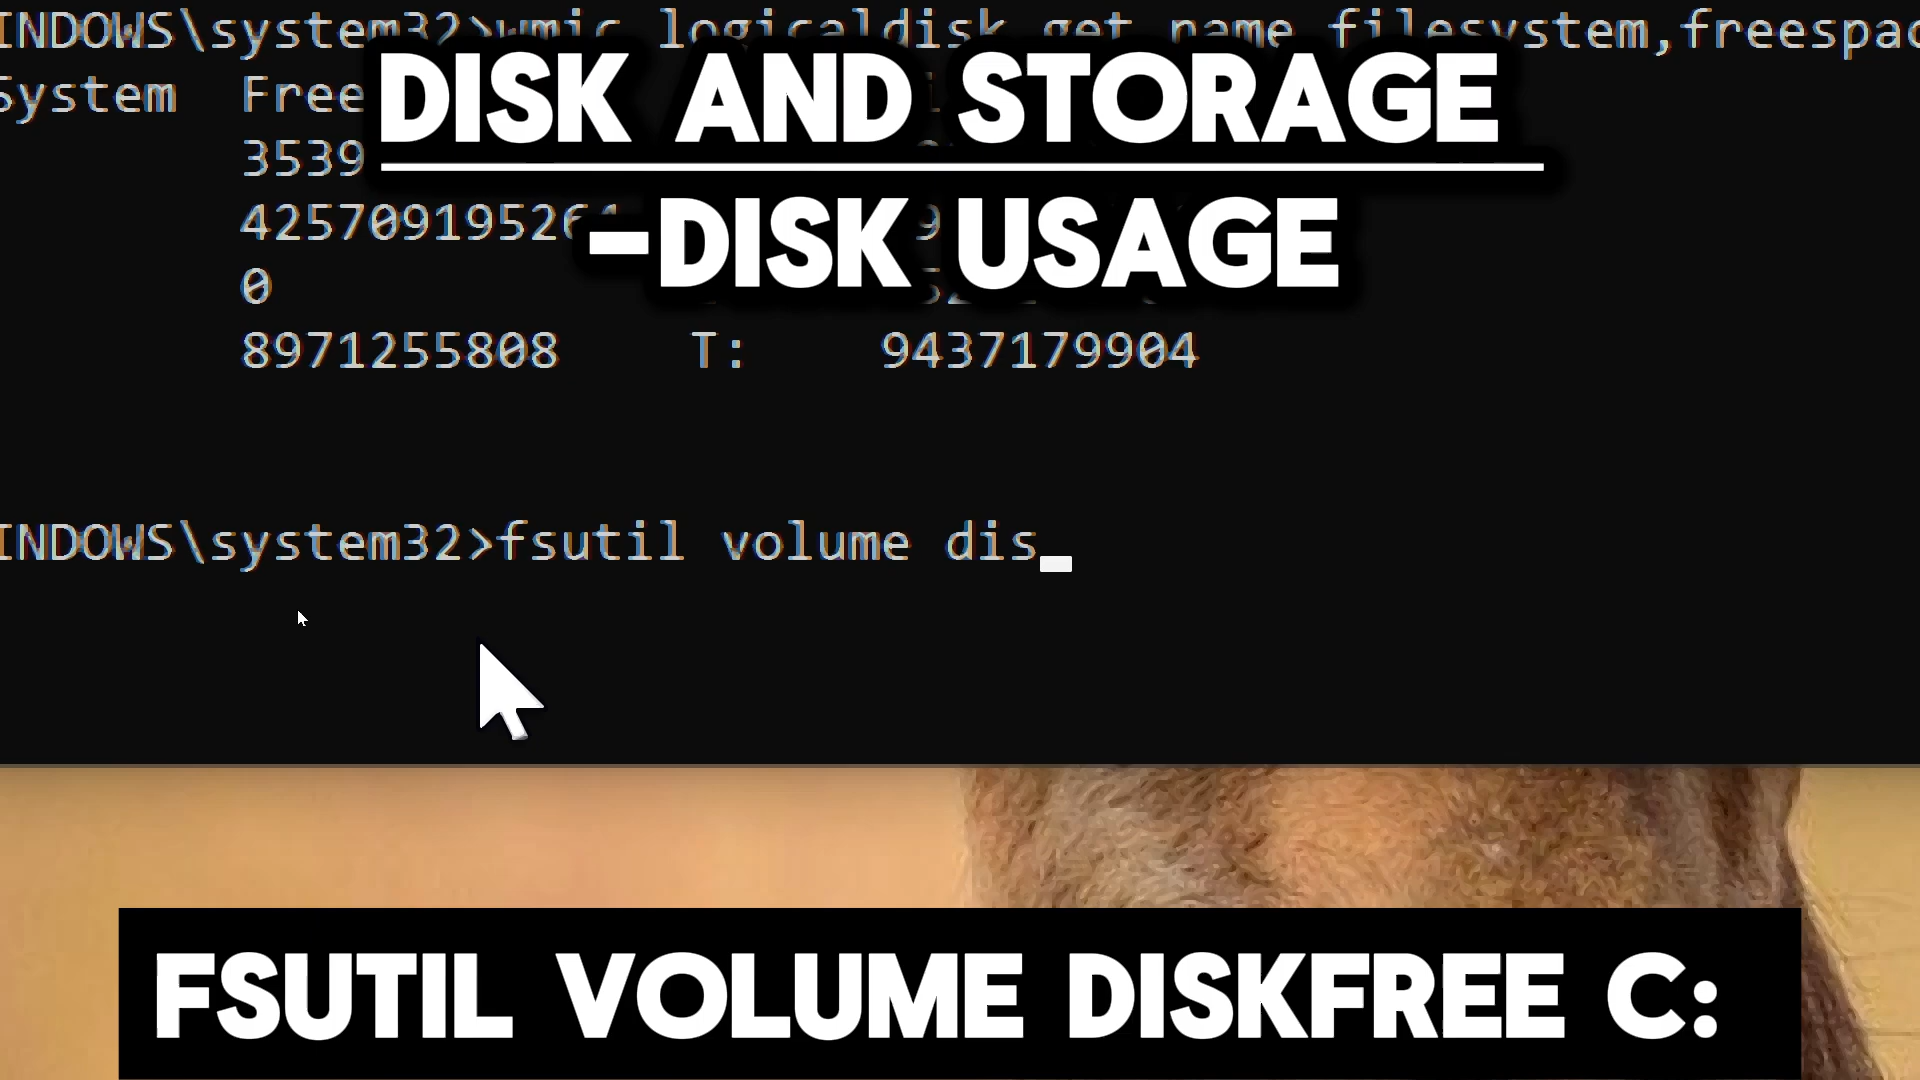 INDOWS\system32>wmic logicaldisk get name filesystem,freespac
System Free
DISK AND STORAGE
3539
425709195264
-DISK USAGE
0
8971255808 T: 9437179904
INDOWS\system32>fsutil volume dis
FSUTIL VOLUME DISKFREE C: